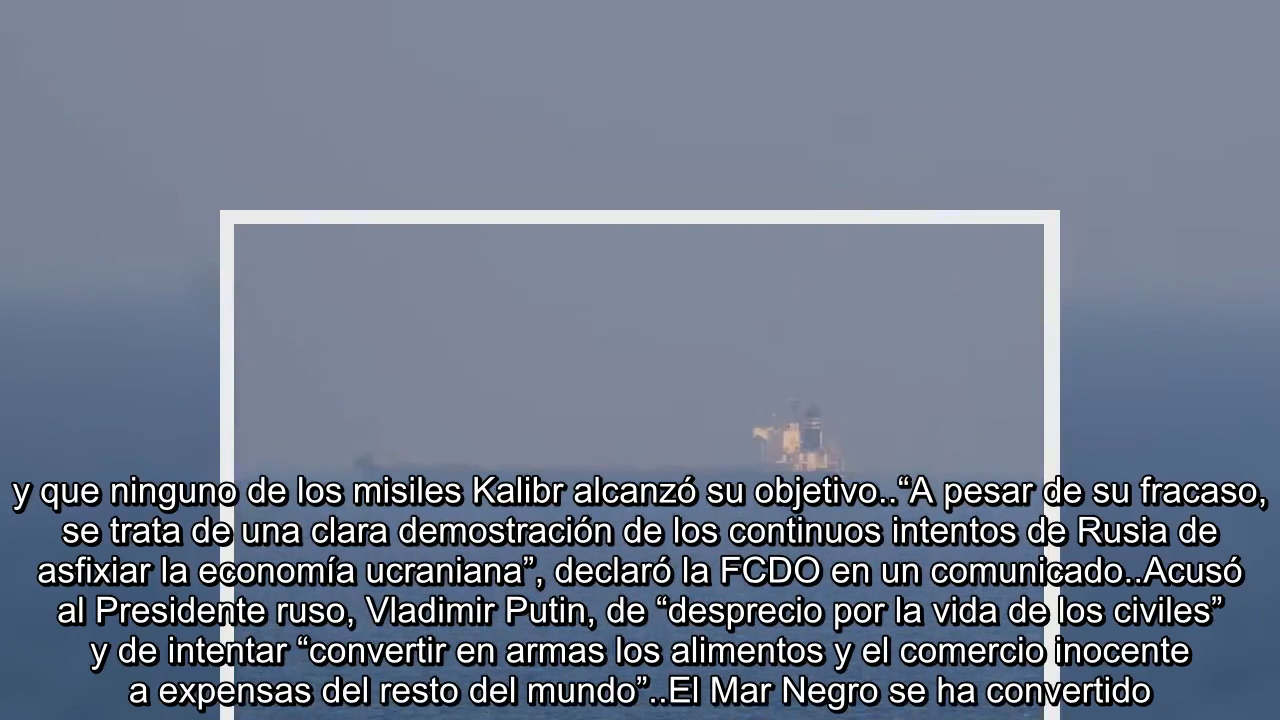 y que ninguno de los misiles Kalibr alcanzó su objetivo..“A pesar de su fracaso,
se trata de una clara demostración de los continuos intentos de Rusia de
asfixiar la economía ucraniana”, declaró la FCDO en un comunicado..Acusó
al Presidente ruso, Vladimir Putin, de “desprecio por la vida de los civiles”
y de intentar “convertir en armas los alimentos y el comercio inocente
a expensas del resto del mundo”..El Mar Negro se ha convertido